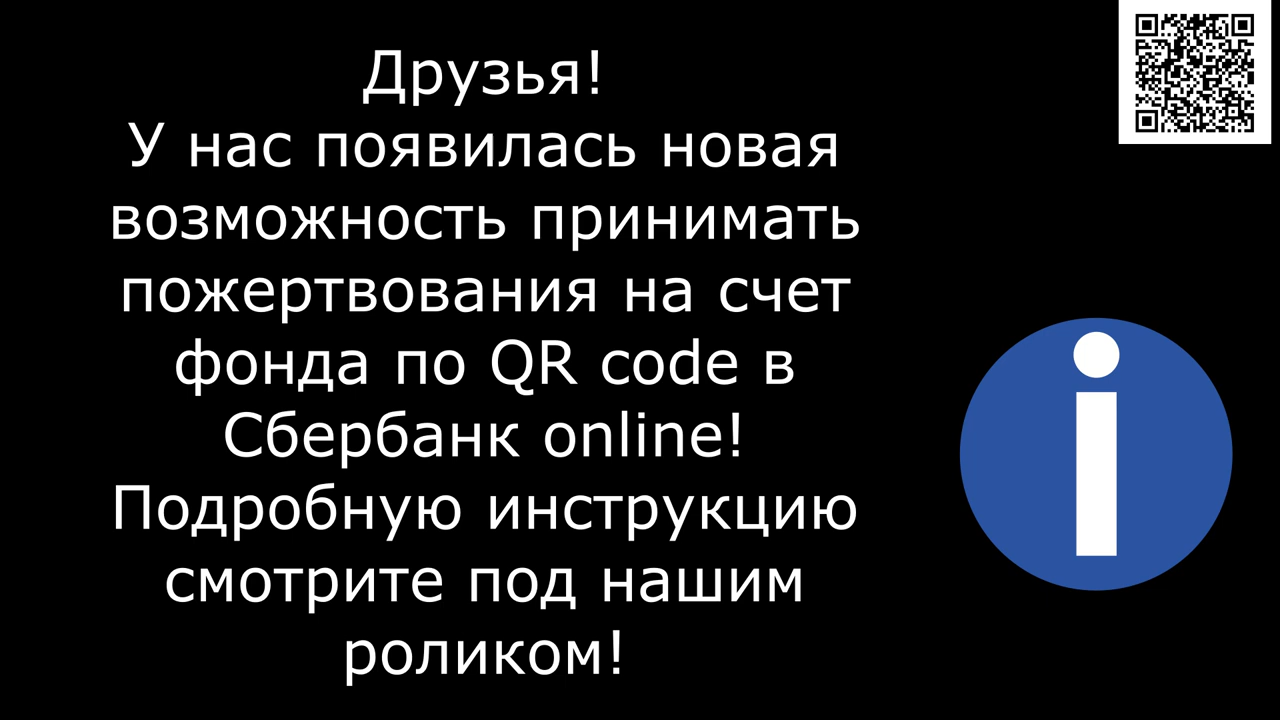 Друзья!
У нас появилась новая
возможность принимать
пожертвования на счет
фонда по QR code в
Сбербанк online!
Подробную инструкцию
смотрите под нашим
роликом!
i